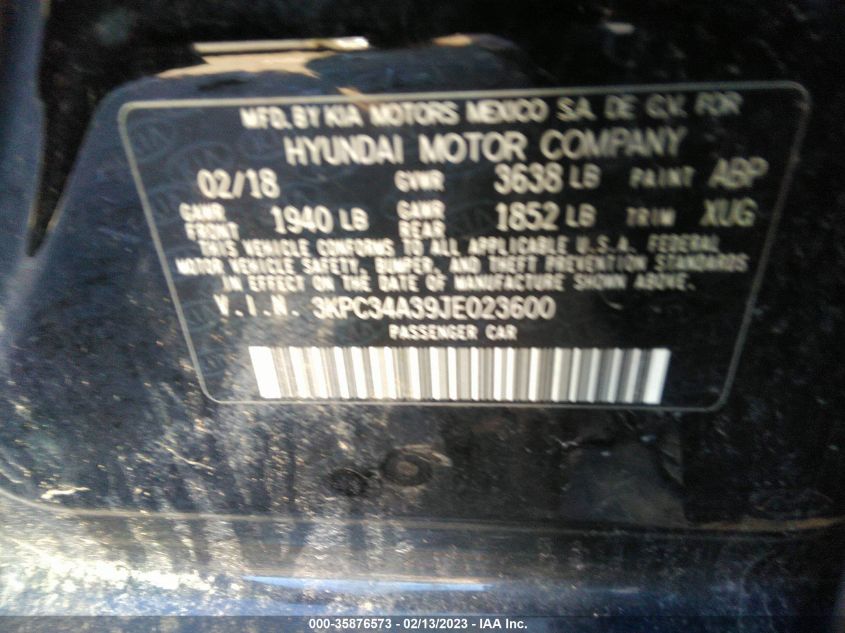 MFD. BY KIA MOTORS MEXICO S.A. DE C.V. FOR
HYUNDAI MOTOR COMPANY
02/18 GVWR 3638 LB PAINT ABP
GAWR FRONT 1940 LB GAWR REAR 1852 LB TRIM XUG
THIS VEHICLE CONFORMS TO ALL APPLICABLE U.S.A. FEDERAL
MOTOR VEHICLE SAFETY, BUMPER, AND THEFT PREVENTION STANDARDS
IN EFFECT ON THE DATE OF MANUFACTURE SHOWN ABOVE.
V.I.N. 3KPC34A39JE023600
PASSENGER CAR
000-35876573 - 02/13/2023 - IAA Inc.